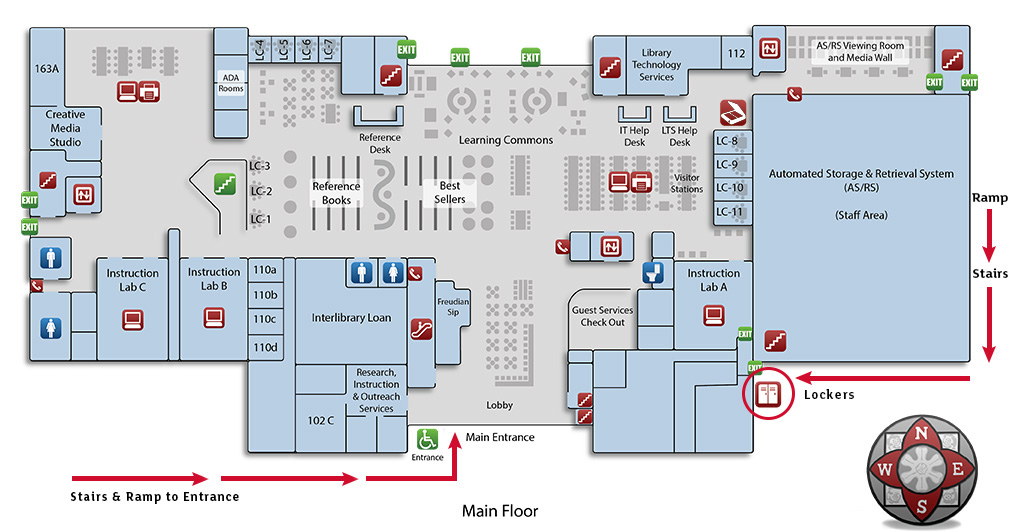 163A
Creative
Media
Studio
ADA
Rooms
LC-4
LC-5
LC-6
LC-7
EXIT
EXIT
EXIT
Reference
Desk
Learning Commons
Library
Technology
Services
112
AS/RS Viewing Room
and Media Wall
EXIT
EXIT
IT Help
Desk
LTS Help
Desk
LC-8
LC-9
LC-10
LC-11
Visitor
Stations
Automated Storage & Retrieval System
(AS/RS)
(Staff Area)
Ramp
Stairs
LC-3
LC-2
LC-1
Reference
Books
Best
Sellers
EXIT
EXIT
Instruction
Lab C
Instruction
Lab B
110a
110b
110c
110d
Interlibrary Loan
Freudian
Sip
Guest Services
Check Out
Instruction
Lab A
EXIT
EXIT
Lockers
Research,
Instruction
& Outreach
Services
102 C
Lobby
Main Entrance
Entrance
Stairs & Ramp to Entrance
N
W
E
S
Main Floor